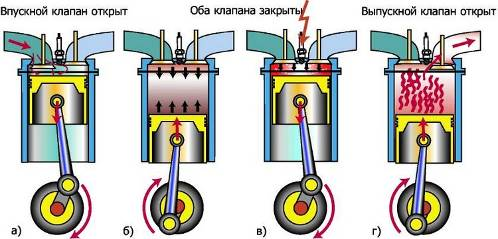 Впускной клапан открыт
Оба клапана закрыты
Выпускной клапан открыт
а)
б)
в)
г)